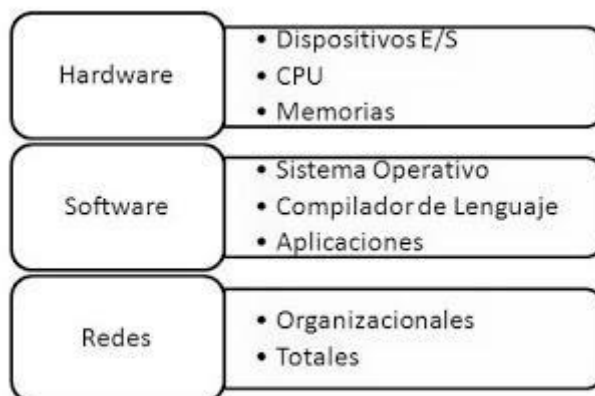 Hardware
• Dispositivos E/S
• CPU
• Memorias
Software
• Sistema Operativo
• Compilador de Lenguaje
• Aplicaciones
Redes
• Organizacionales
• Totales